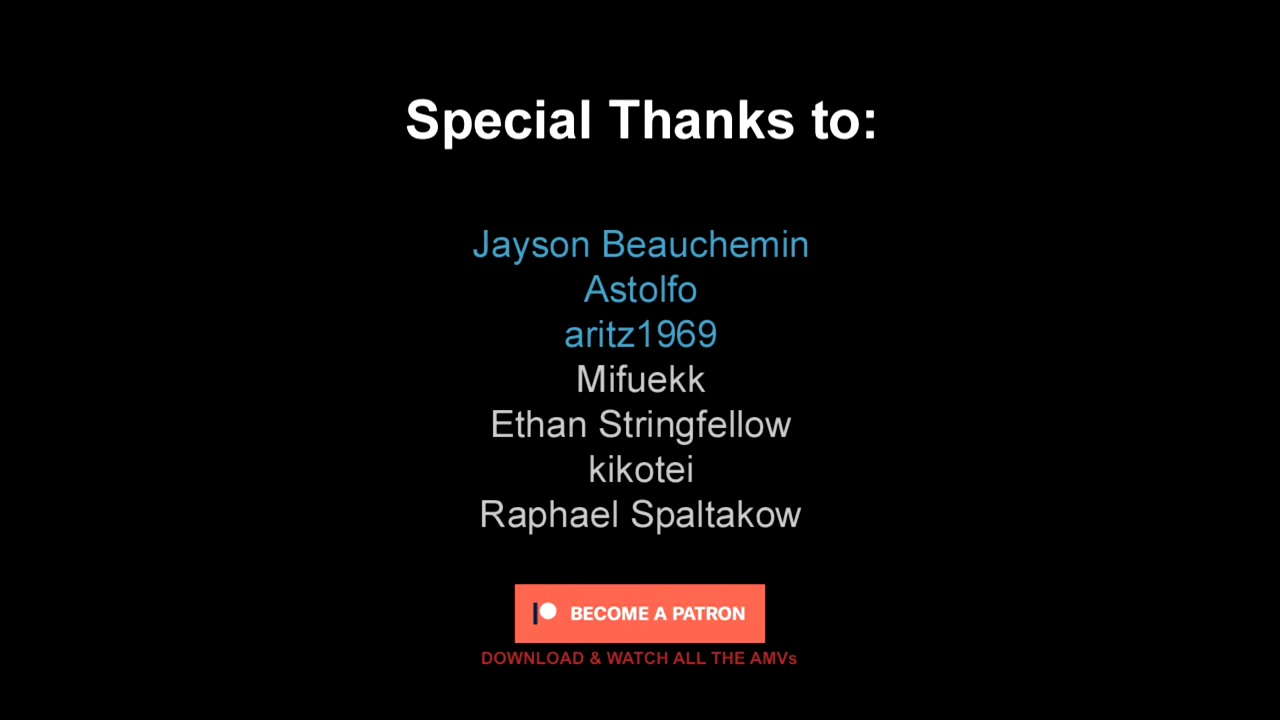 Special Thanks to:
Jayson Beauchemin
Astolfo
aritz1969
Mifuekk
Ethan Stringfellow
kikotei
Raphael Spaltakow
BECOME A PATRON
DOWNLOAD & WATCH ALL THE AMVs